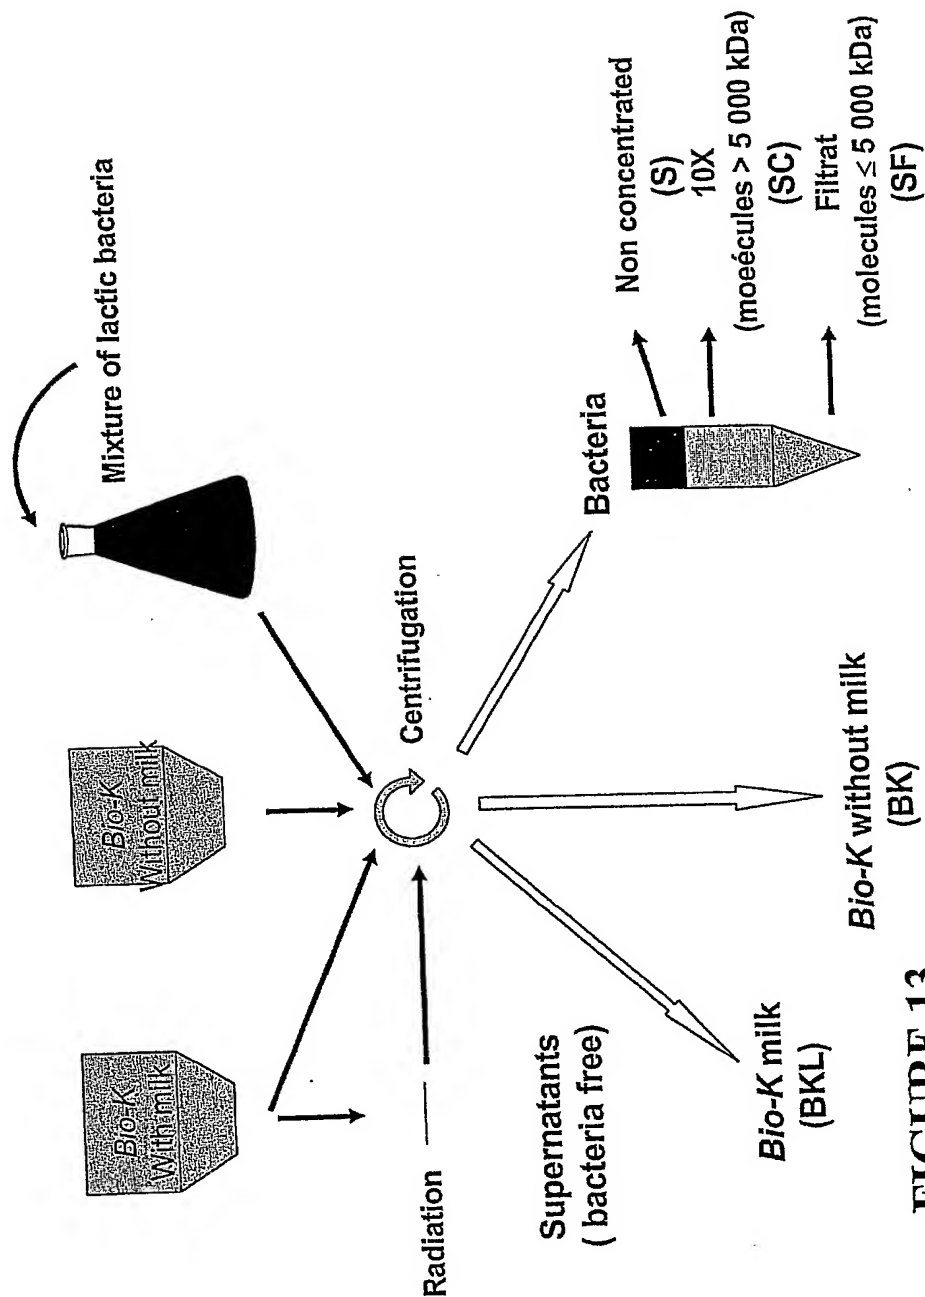 Mixture of lactic bacteria
Bio-K
Without milk
Bio-K
With milk
Centrifugation
Radiation
Bacteria
Non concentrated
(S)
10X
(moeécules > 5 000 kDa)
(SC)
Filtrat
(molecules ≤ 5 000 kDa)
(SF)
Supernatants
( bacteria free)
Bio-K milk
(BKL)
Bio-K without milk
(BK)
FIGURE 13